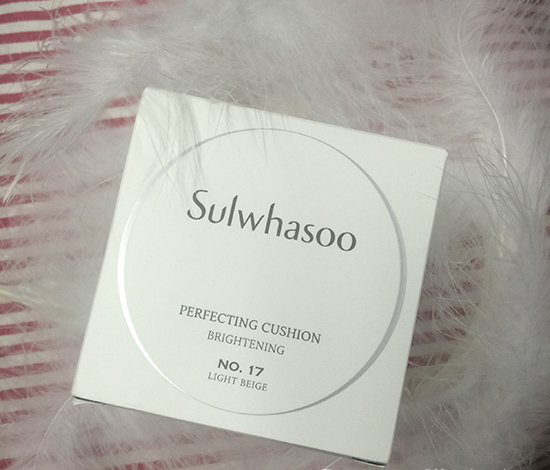 Sulwhasoo
PERFECTING CUSHION
BRIGHTENING
NO. 17
LIGHT BEIGE